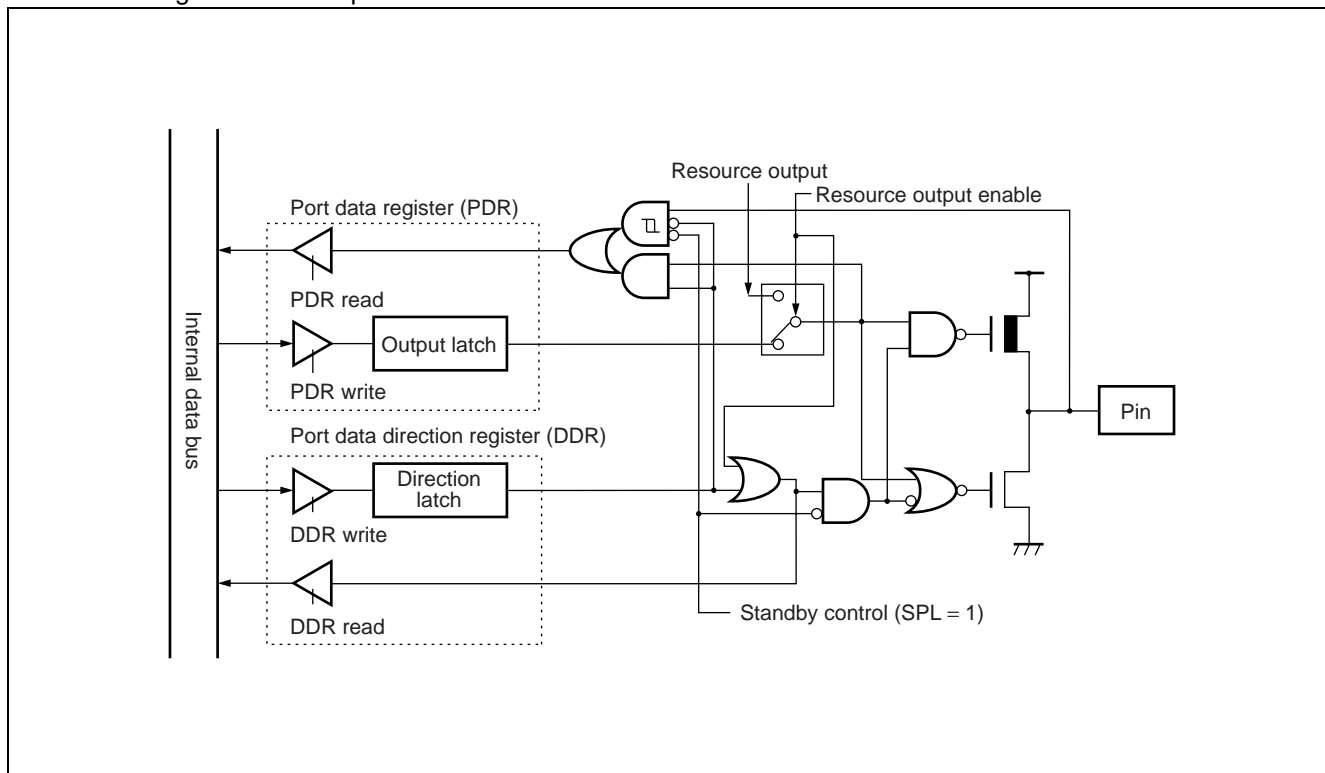 Resource output
Resource output enable
Port data register (PDR)
PDR read
Internal data bus
Output latch
PDR write
Pin
Port data direction register (DDR)
Direction
latch
DDR write
Standby control (SPL = 1)
DDR read